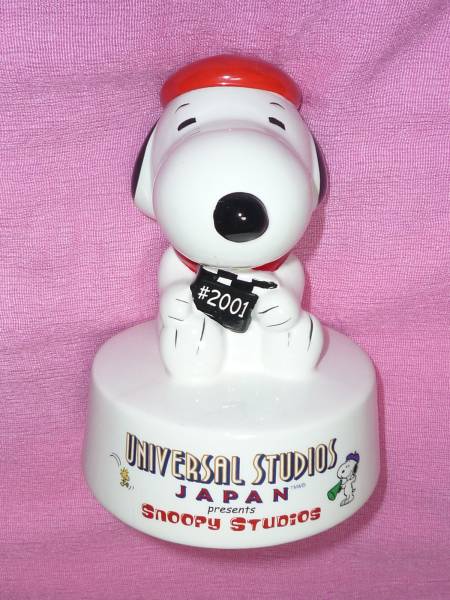 #2001
UNIVERSAL STUDIOS
JAPAN
presents
SNOOPY STUDIOS